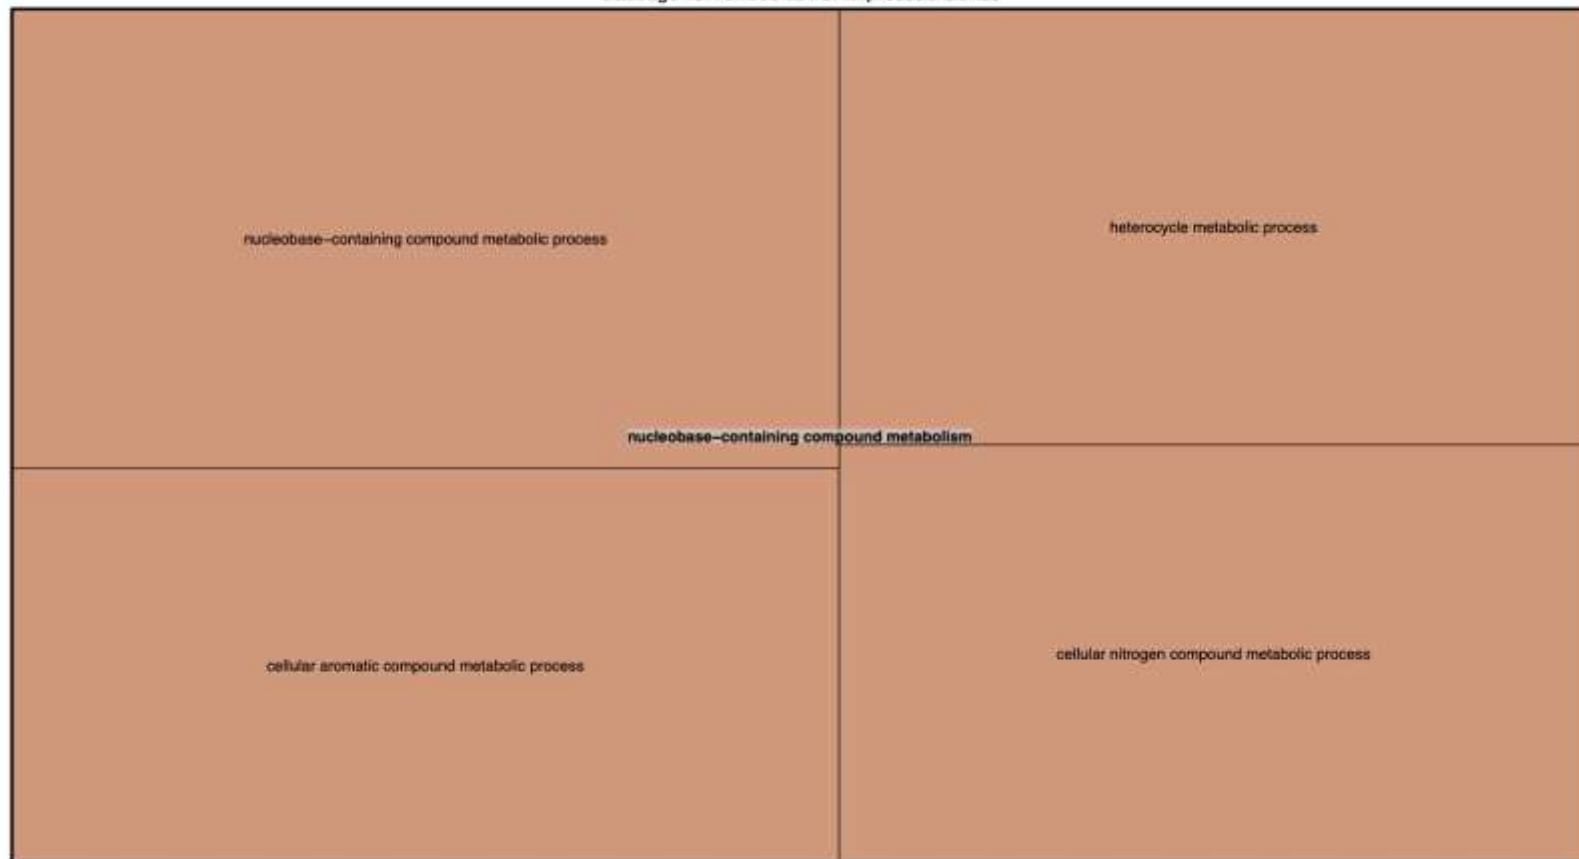 nucleobase–containing compound metabolic process
heterocycle metabolic process
nucleobase–containing compound metabolism
cellular aromatic compound metabolic process
cellular nitrogen compound metabolic process